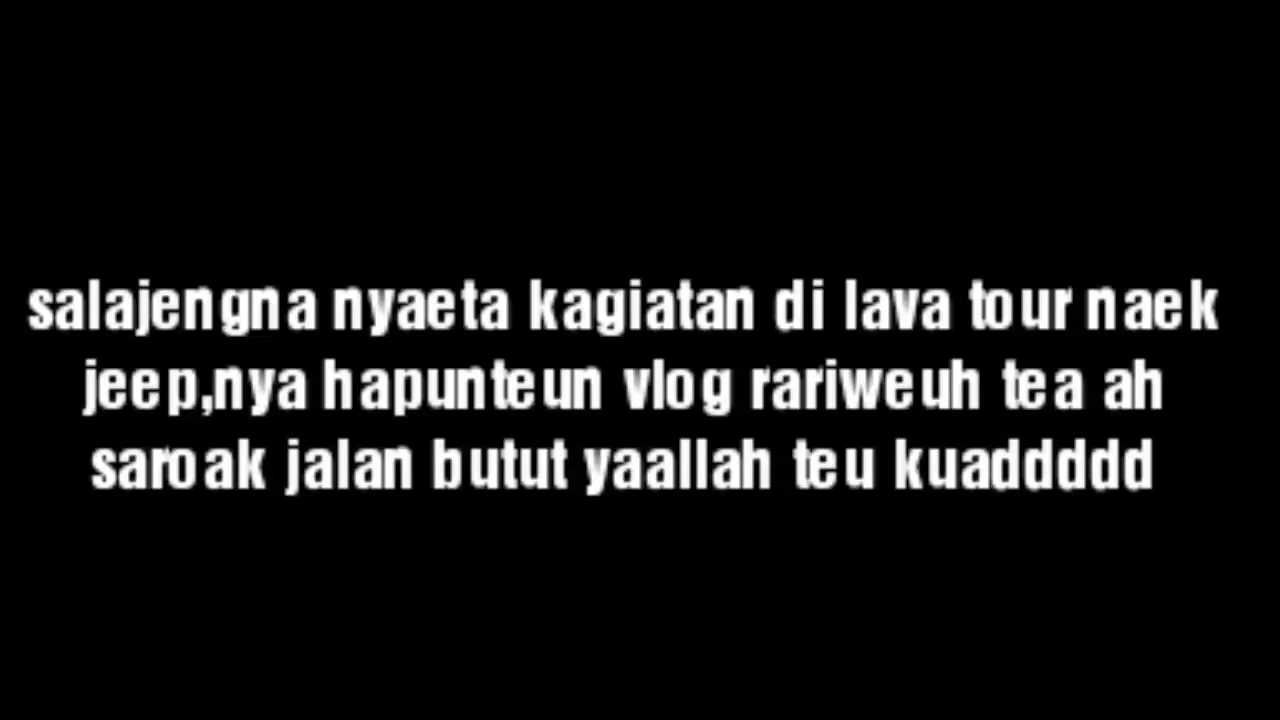 salajengna nyaeta kagiatan di lava tour naek
jeep,nya hapunteun vlog rariweuh tea ah
saroak jalan butut yaallah teu kuaddddd